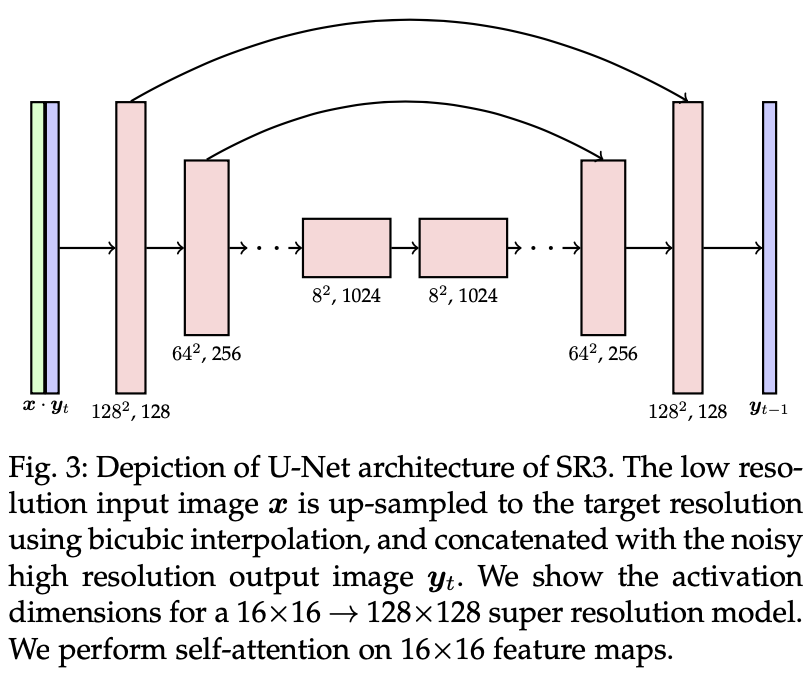 8², 1024 8², 1024
64², 256 64², 256
x · yₜ 128², 128 128², 128 yₜ₋₁
Fig. 3: Depiction of U-Net architecture of SR3. The low reso-
lution input image x is up-sampled to the target resolution
using bicubic interpolation, and concatenated with the noisy
high resolution output image yₜ. We show the activation
dimensions for a 16×16 → 128×128 super resolution model.
We perform self-attention on 16×16 feature maps.